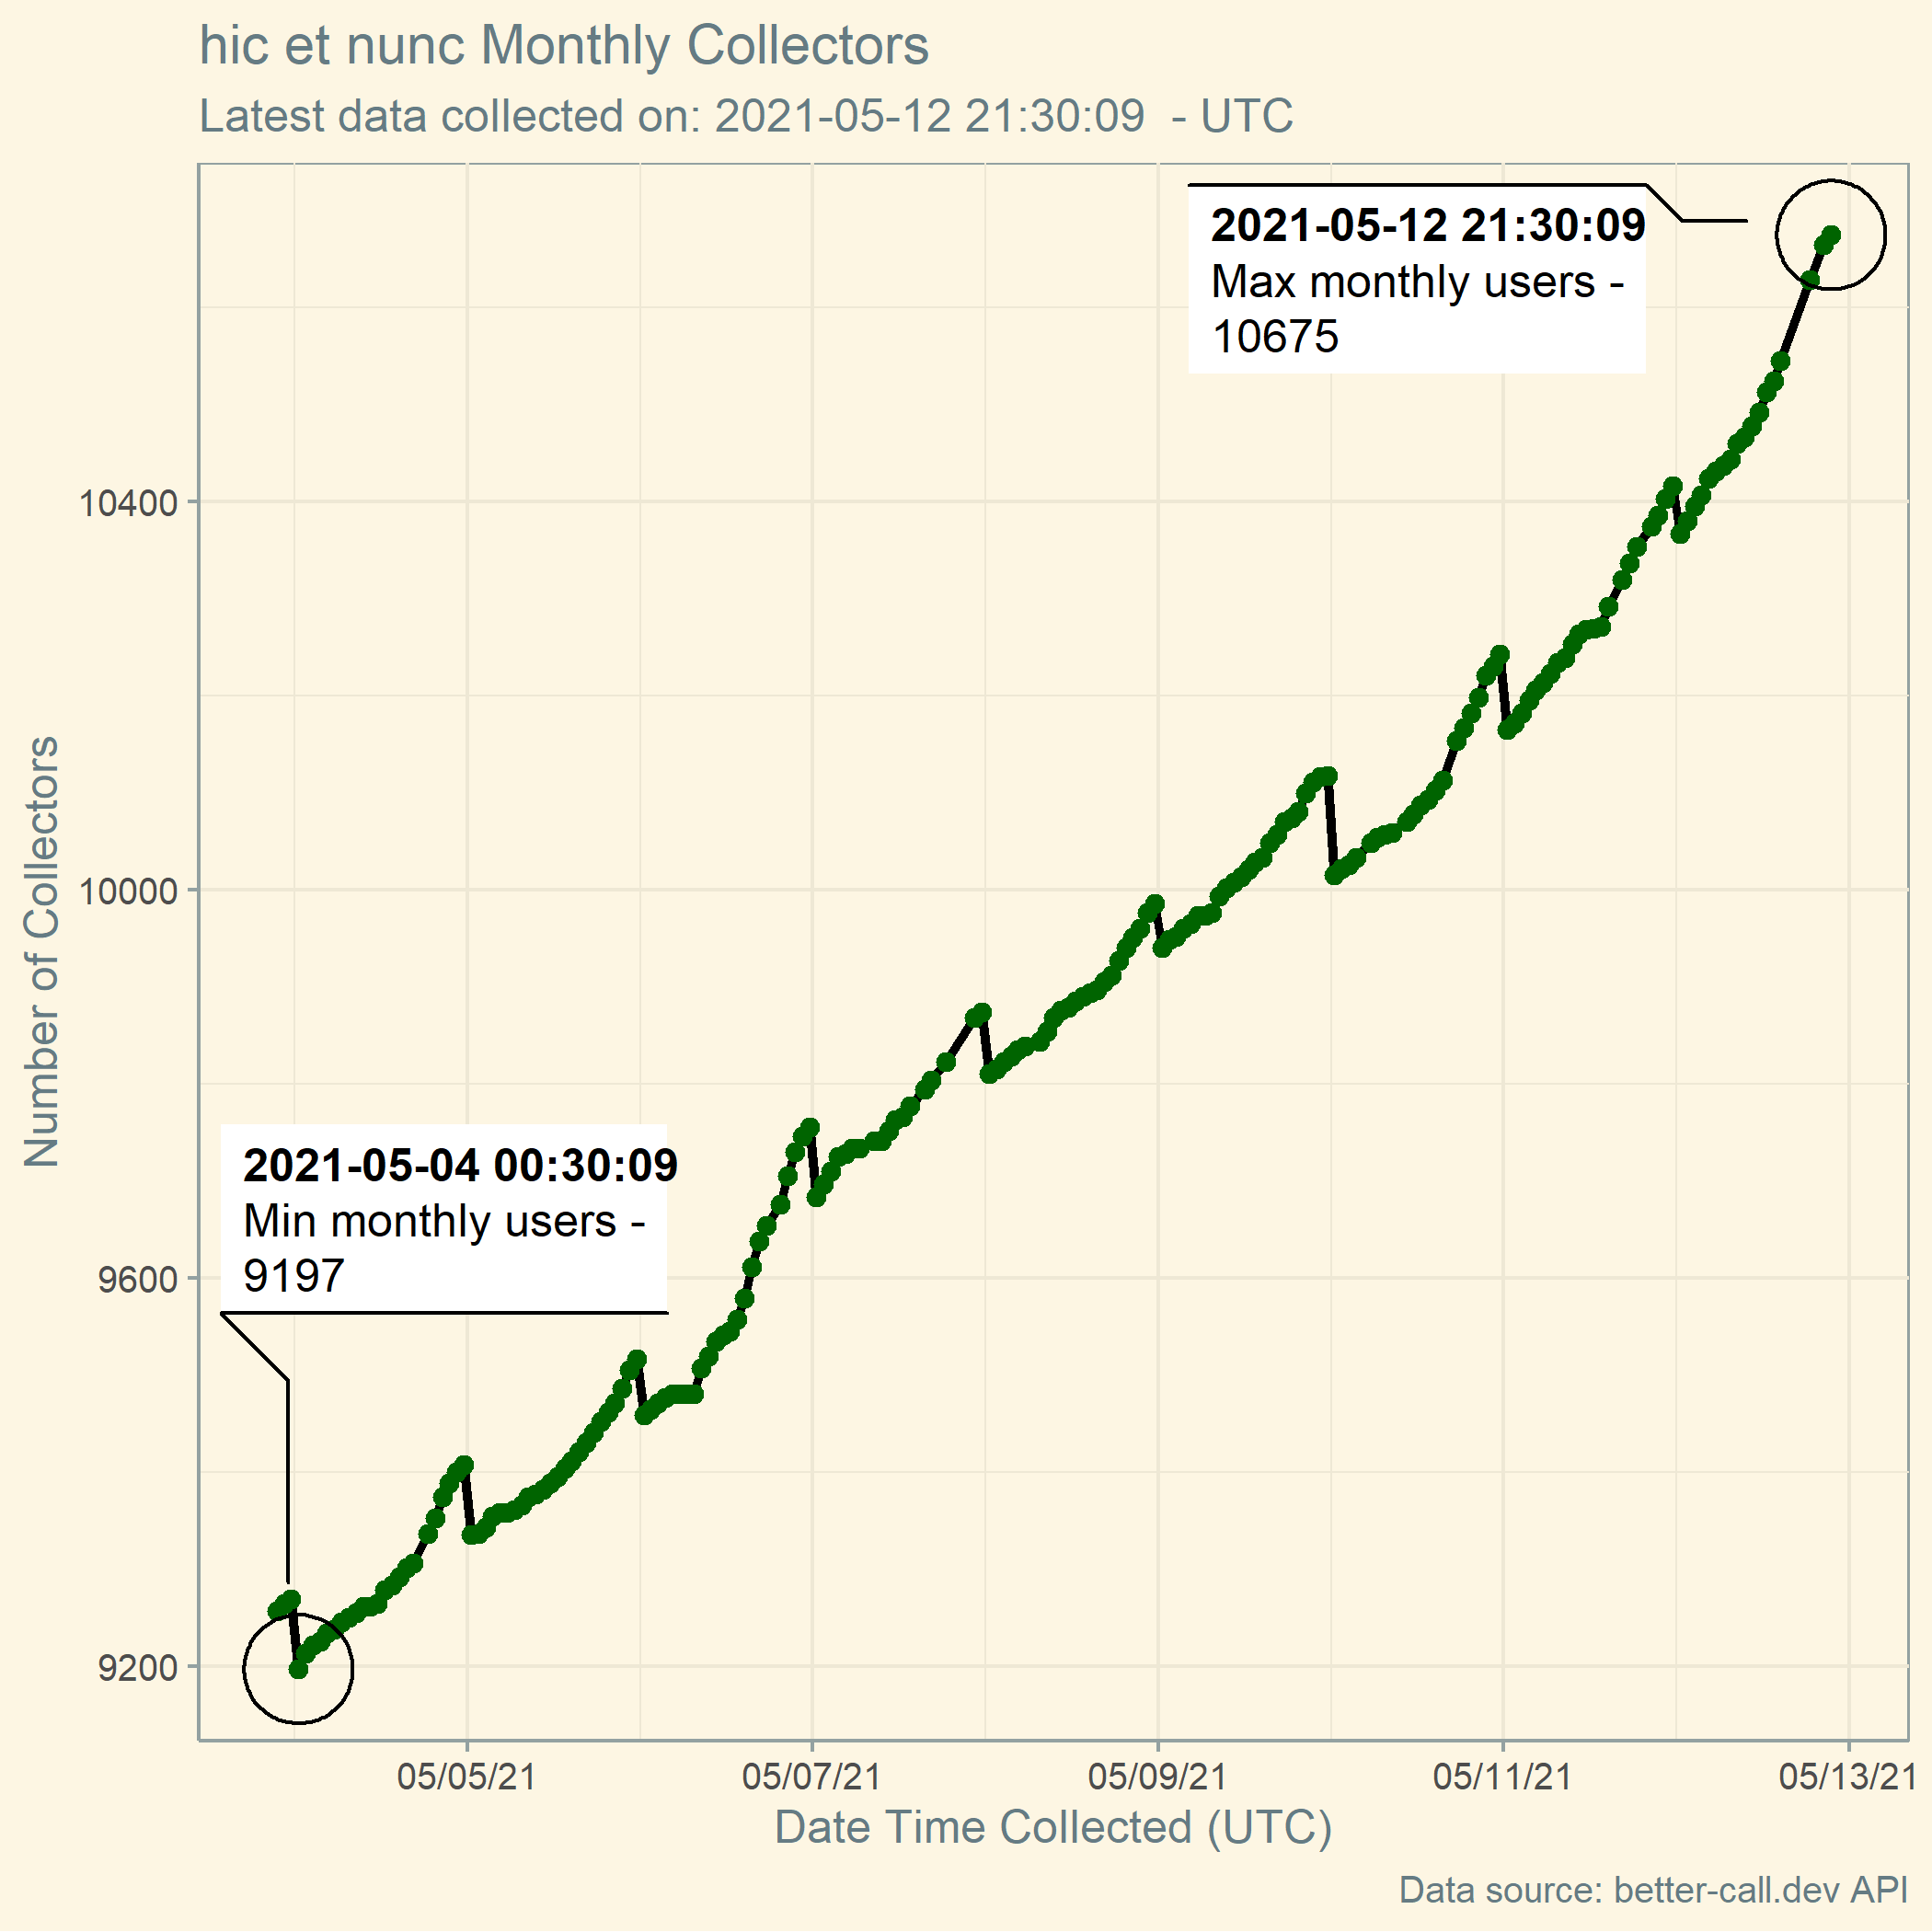 hic et nunc Monthly Collectors
Latest data collected on: 2021-05-12 21:30:09  - UTC
2021-05-12 21:30:09
Max monthly users -
10675
10400
10000
9600
9200
Number of Collectors
2021-05-04 00:30:09
Min monthly users -
9197
05/05/21
05/07/21
05/09/21
05/11/21
05/13/21
Date Time Collected (UTC)
Data source: better-call.dev API